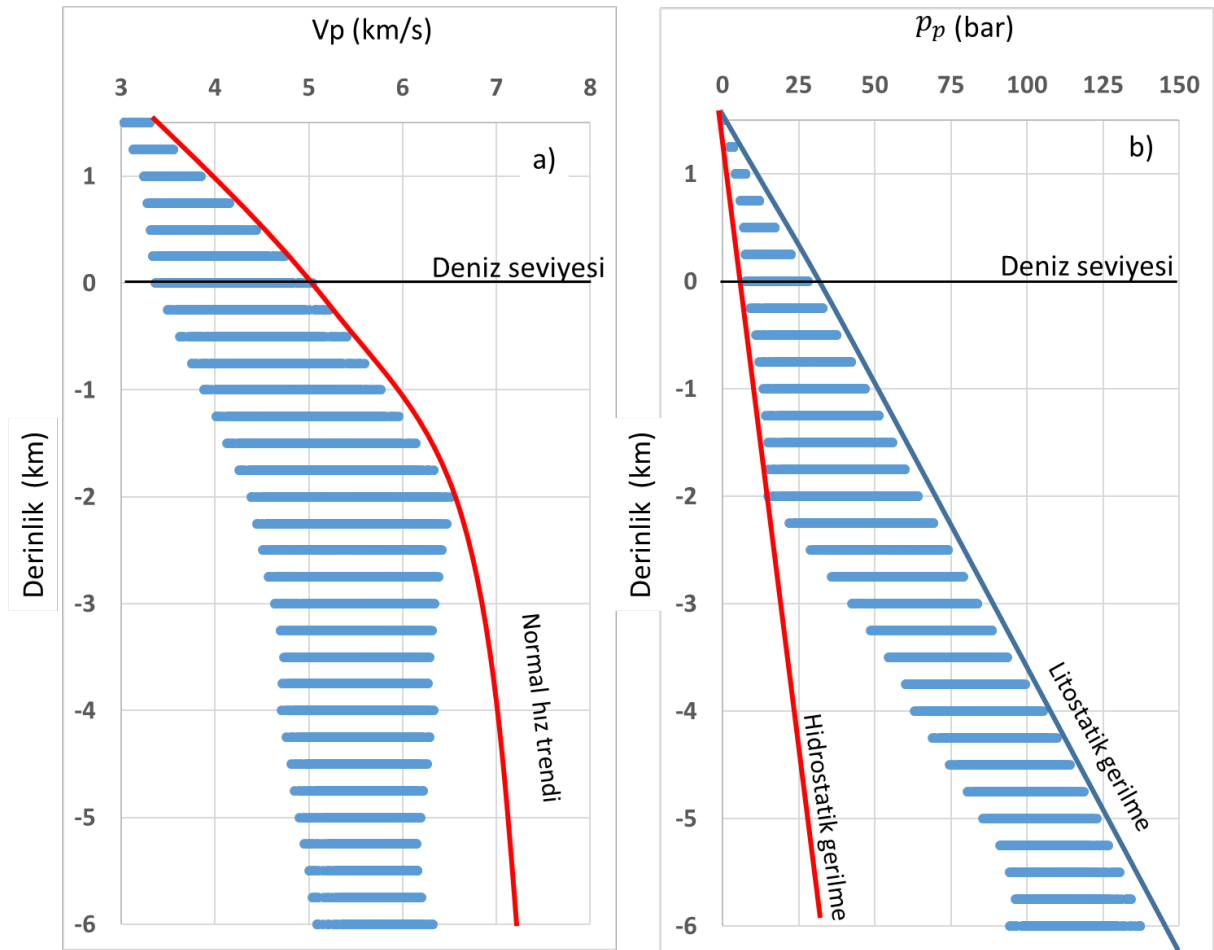 Vp (km/s)
3 4 5 6 7 8
a)
1
0
-1
-2
-3
-4
-5
-6
Derinlik (km)
Deniz seviyesi
Normal hız trendi
p_p (bar)
0 25 50 75 100 125 150
b)
1
0
-1
-2
-3
-4
-5
-6
Derinlik (km)
Deniz seviyesi
Hidrostatik gerilme
Litostatik gerilme